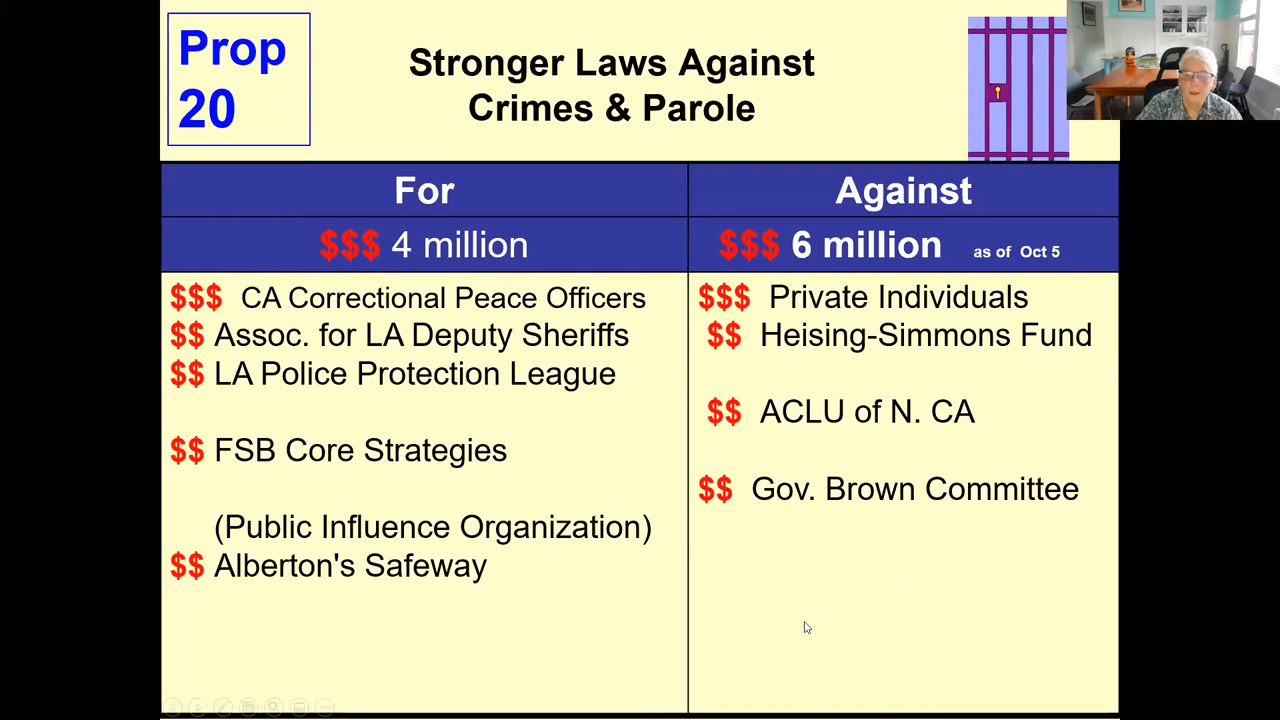 Prop
20
Stronger Laws Against
Crimes & Parole
For
Against
$$$ 4 million
$$$ 6 million as of Oct 5
$$$ CA Correctional Peace Officers
$$ Assoc. for LA Deputy Sheriffs
$$ LA Police Protection League
$$ FSB Core Strategies
(Public Influence Organization)
$$ Alberton's Safeway
$$$ Private Individuals
$$ Heising-Simmons Fund
$$ ACLU of N. CA
$$ Gov. Brown Committee